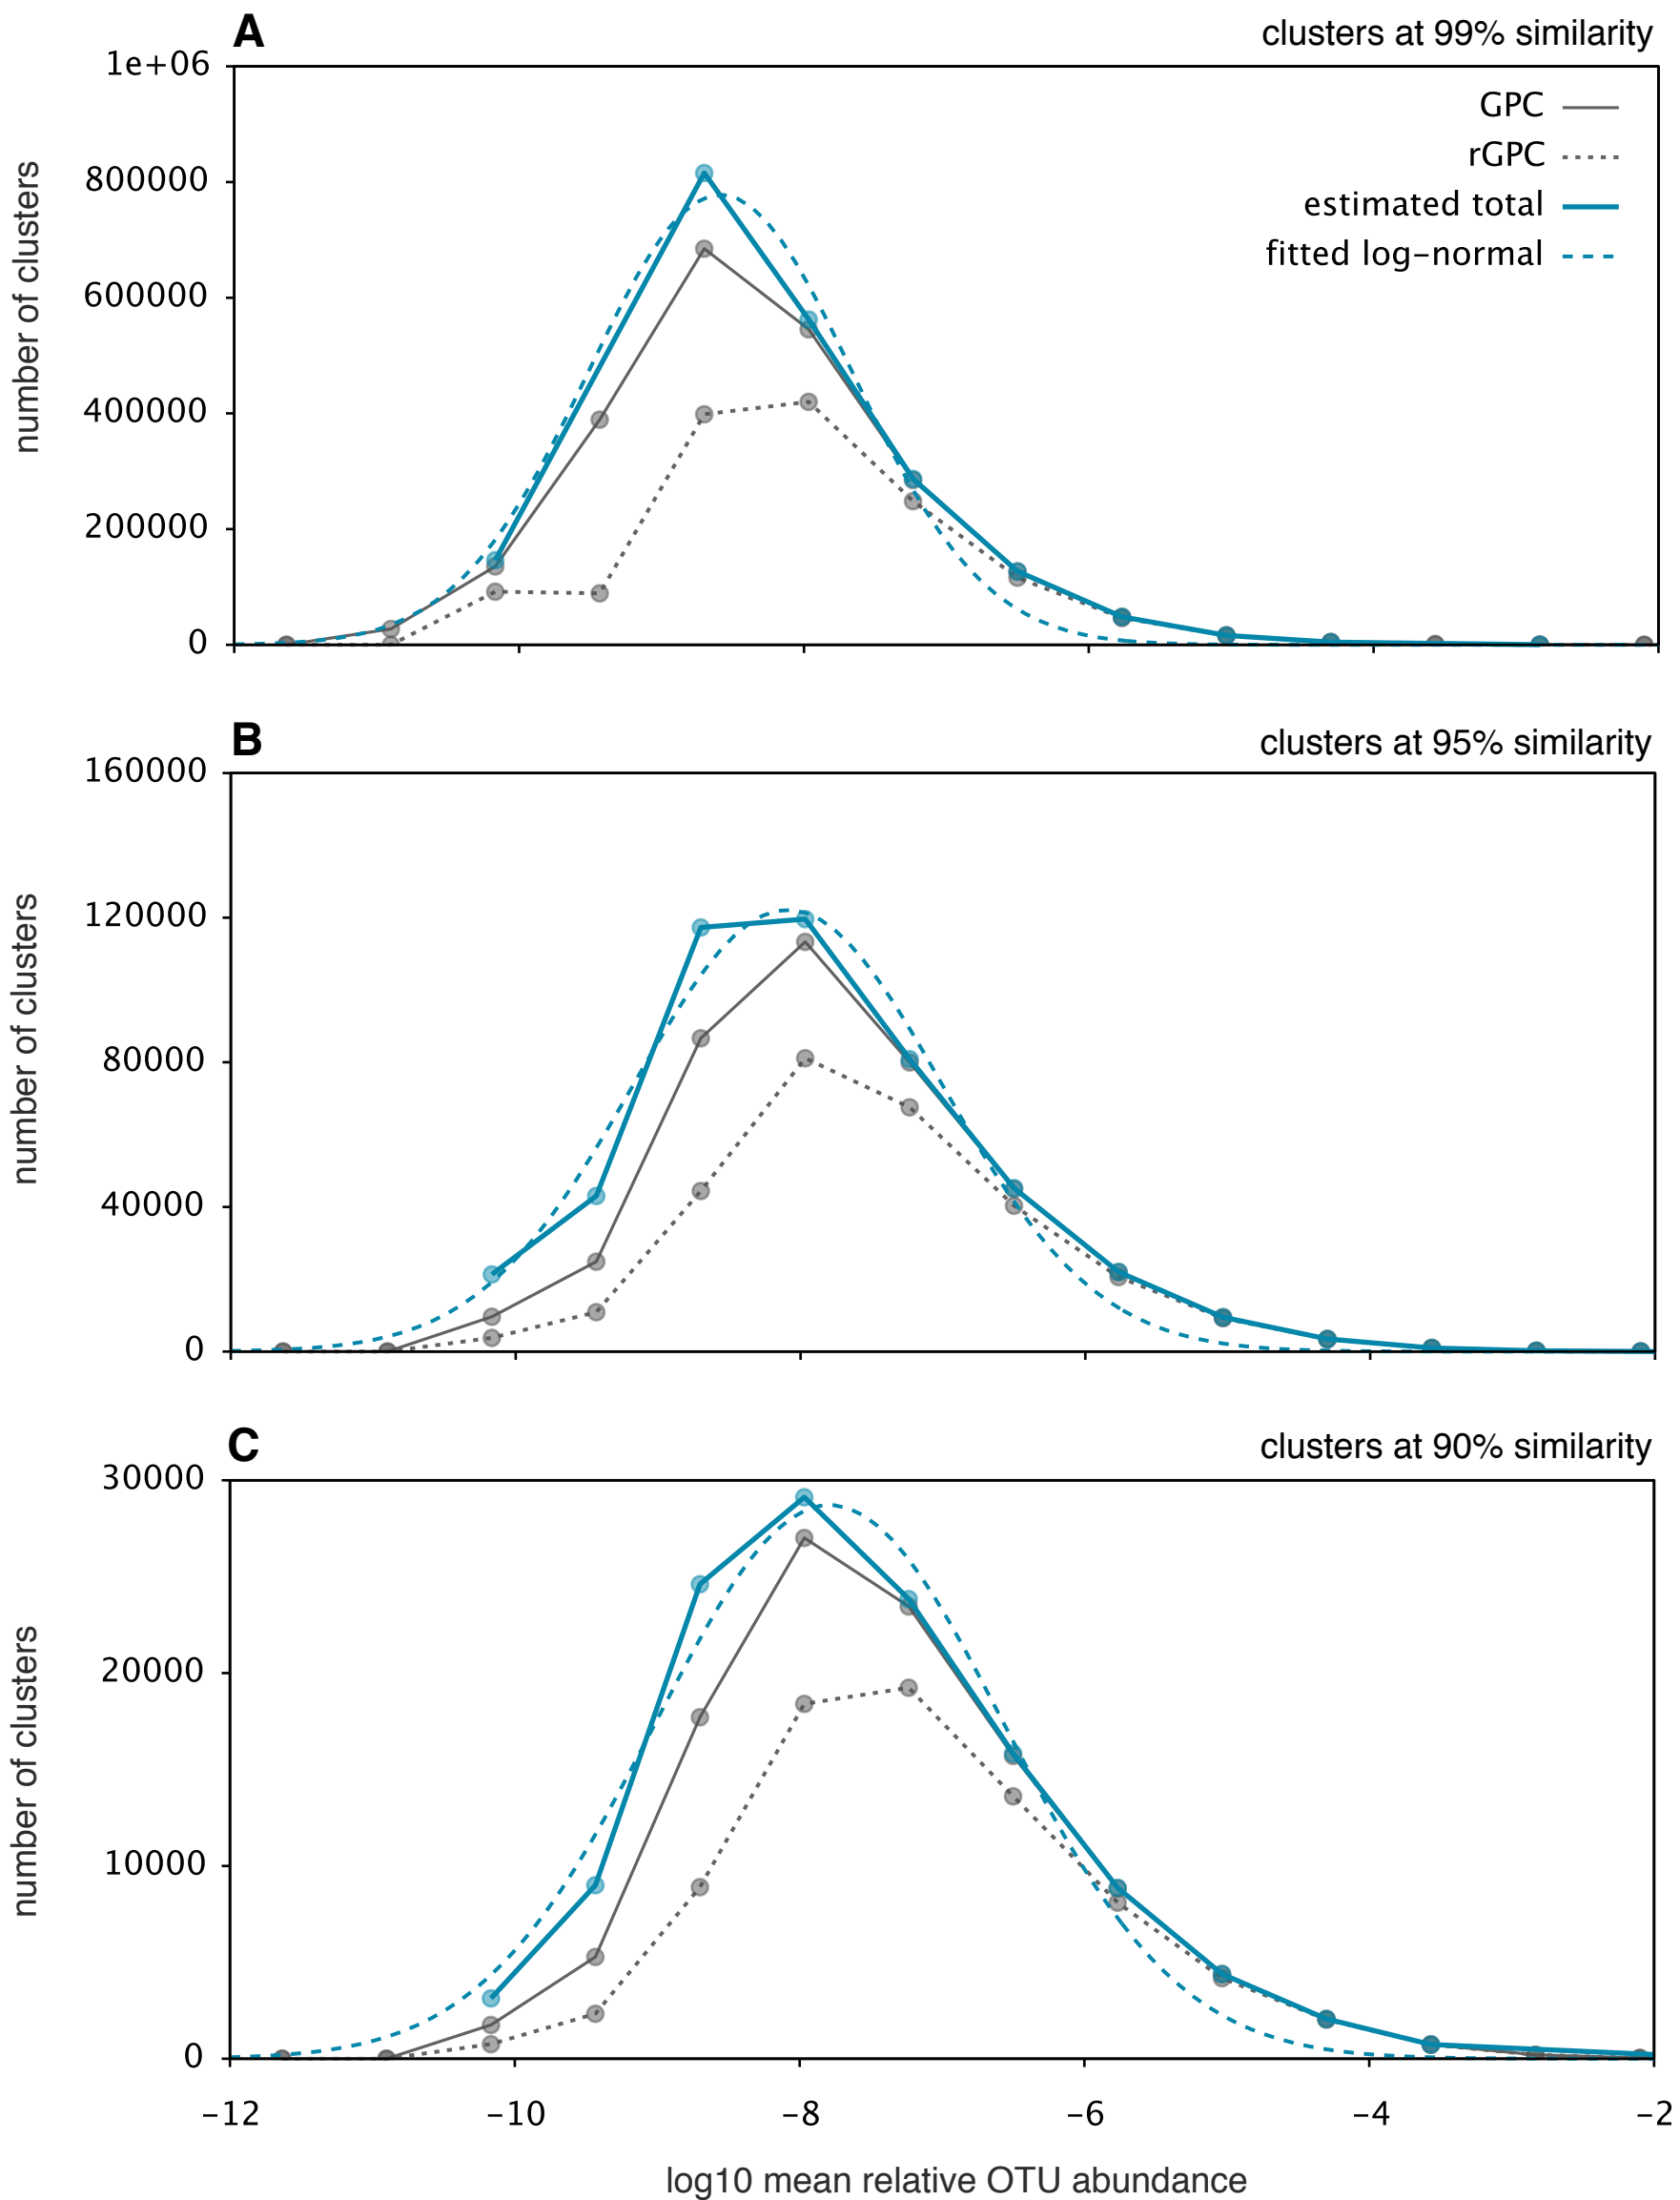 A
clusters at 99% similarity
1e+06
800000
600000
400000
200000
0
number of clusters
GPC
rGPC
estimated total
fitted log-normal
B
clusters at 95% similarity
160000
120000
80000
40000
0
number of clusters
C
clusters at 90% similarity
30000
20000
10000
0
number of clusters
−12 −10 −8 −6 −4 −2
log10 mean relative OTU abundance